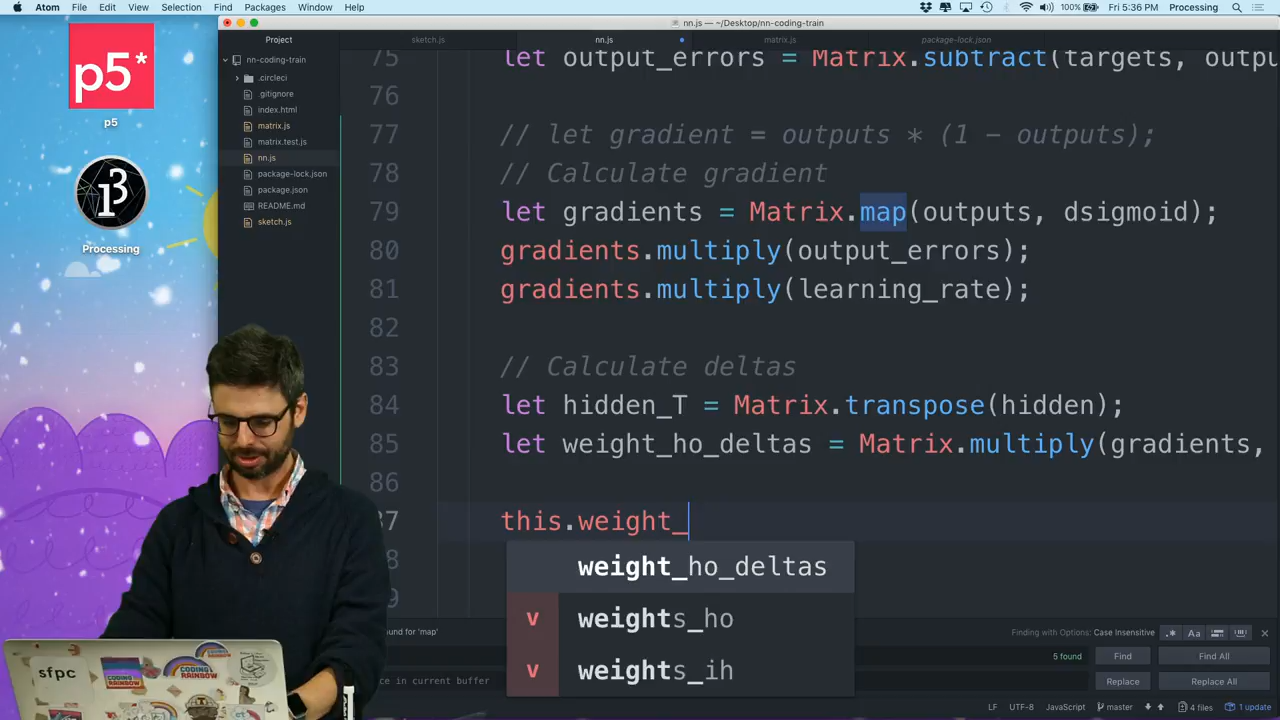 Atom File Edit View Selection Find Packages Window Help
100% Fri 5:36 PM Processing
nn.js — ~/Desktop/nn-coding-train
Project
sketch.js
nn.js
matrix.js
package-lock.json
nn-coding-train
.circleci
.gitignore
index.html
matrix.js
matrix.test.js
nn.js
package-lock.json
package.json
README.md
sketch.js
p5*
p5
Processing
75 let output_errors = Matrix.subtract(targets, outpu
76
77 // let gradient = outputs * (1 - outputs);
78 // Calculate gradient
79 let gradients = Matrix.map(outputs, dsigmoid);
80 gradients.multiply(output_errors);
81 gradients.multiply(learning_rate);
82
83 // Calculate deltas
84 let hidden_T = Matrix.transpose(hidden);
85 let weight_ho_deltas = Matrix.multiply(gradients,
86
87 this.weight_
weight_ho_deltas
v weights_ho
v weights_ih
ound for 'map'
Finding with Options: Case Insensitive
.* Aa
5 found
Find
Find All
ce in current buffer
Replace
Replace All
LF UTF-8 JavaScript master 4 files 1 update
sfpc
CODING RAINBOW